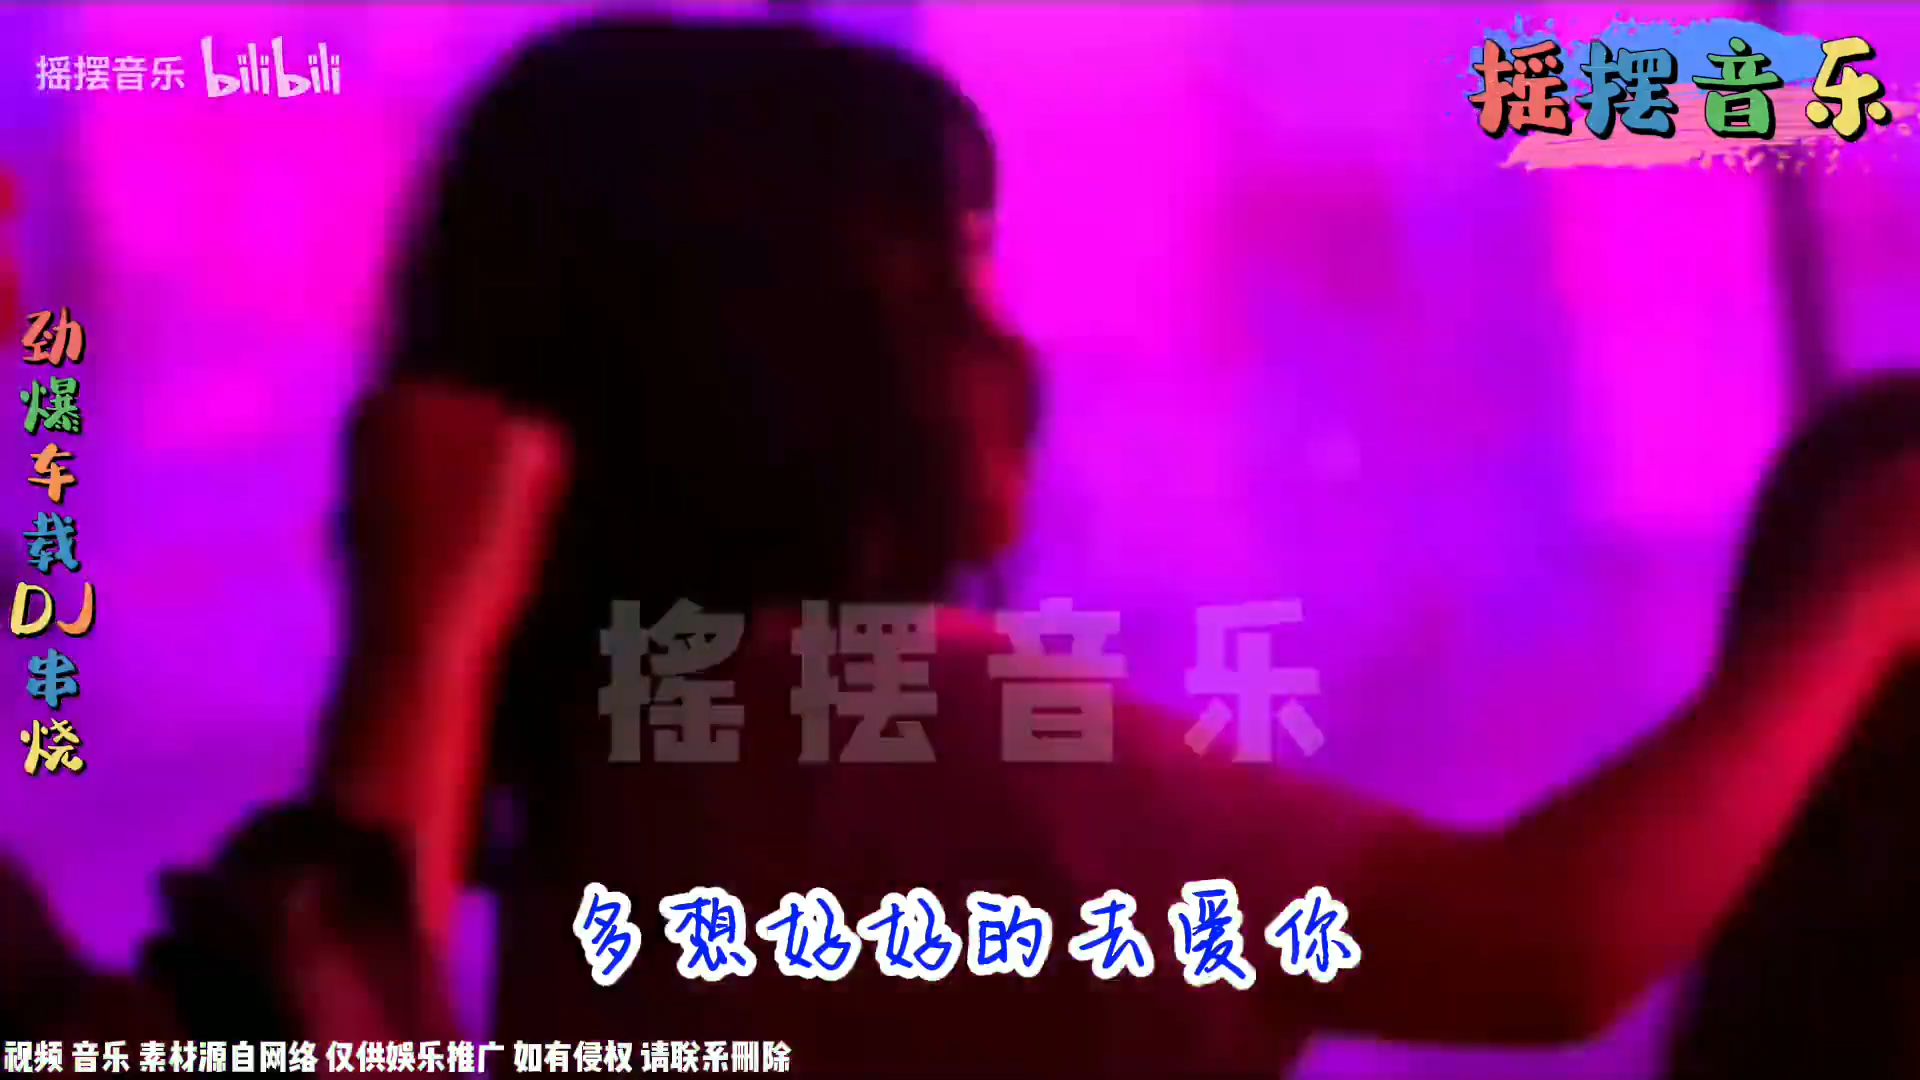 摇摆音乐 bilibili
摇摆音乐
劲爆车载DJ串烧
摇摆音乐
多想好好的去爱你
视频 音乐 素材源自网络 仅供娱乐推广 如有侵权 请联系删除